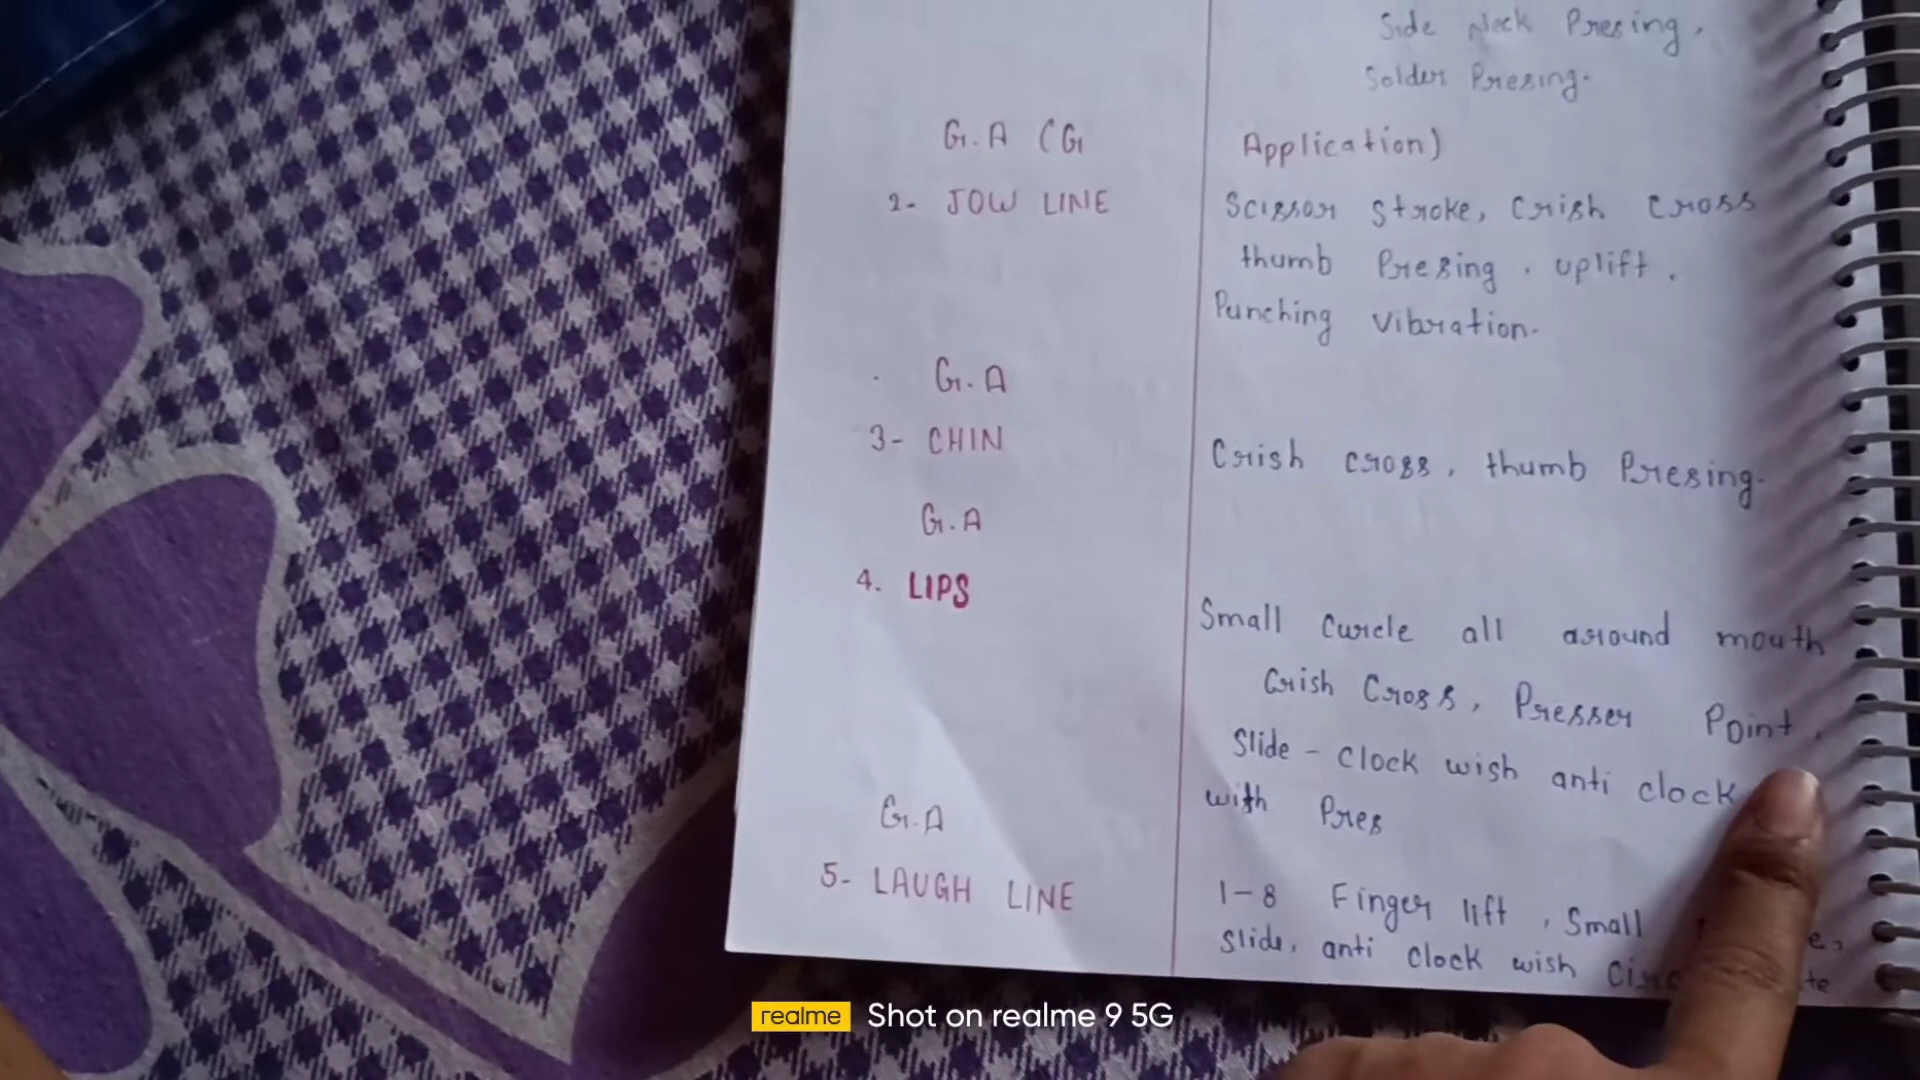 Side Neck Presing,
Solder Presing.
G.A (G Application)
2- JOW LINE Scissor Stroke, Crish Cross
thumb Presing, uplift,
Punching Vibration.
G.A
3- CHIN Crish cross, thumb Presing.
G.A
4. LIPS
Small Curcle all around mouth
Crish Cross, Presser Point,
Slide - clock wish anti clock
with Pres
G.A
5- LAUGH LINE 1-8 Finger lift, Small
Slide, anti clock wish
realme Shot on realme 9 5G